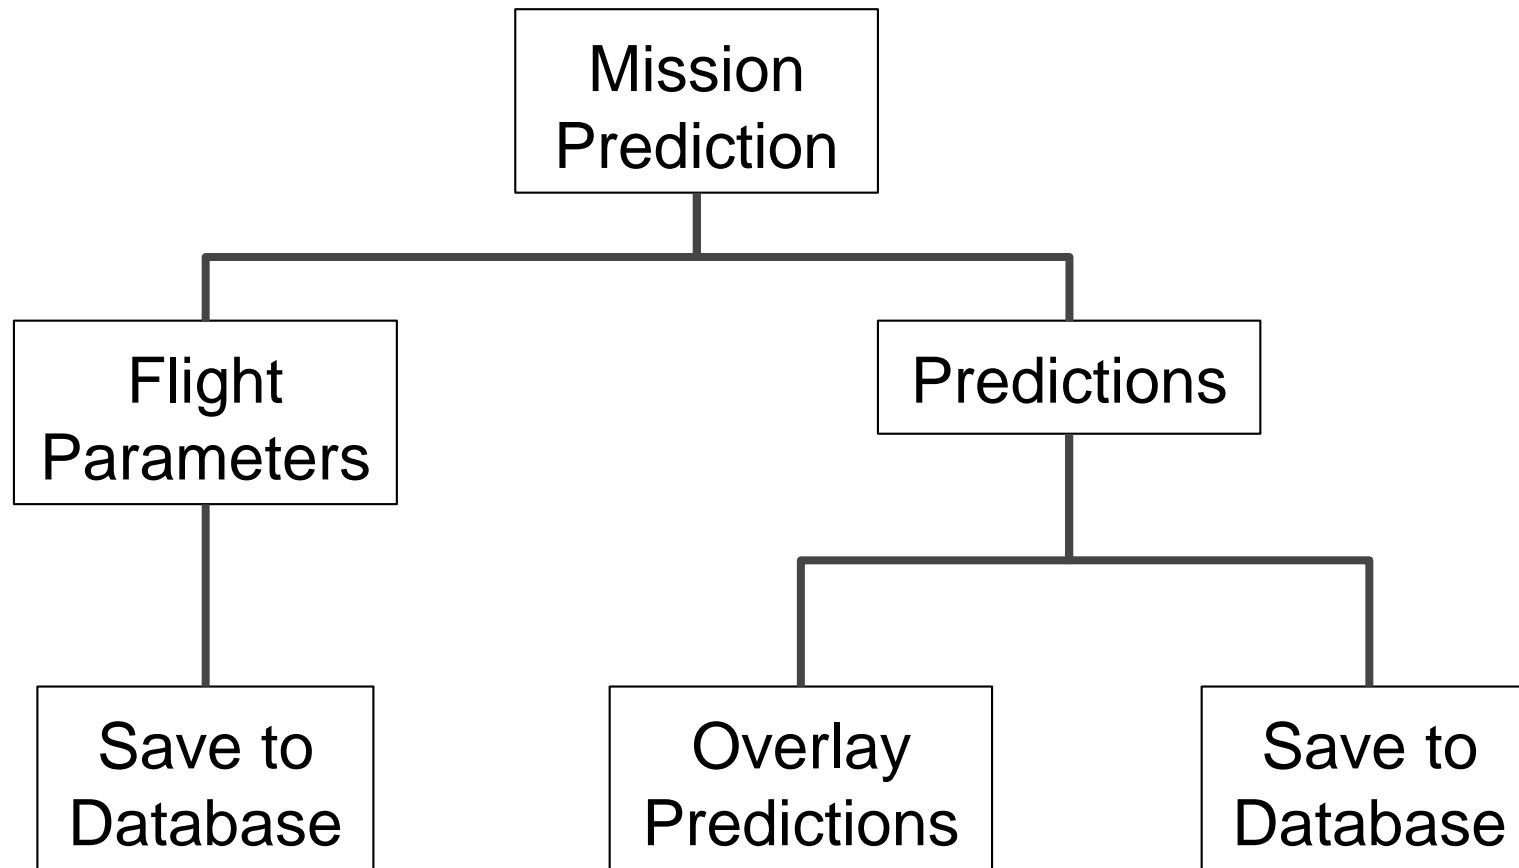 Mission
Prediction
Flight
Parameters
Predictions
Save to
Database
Overlay
Predictions
Save to
Database